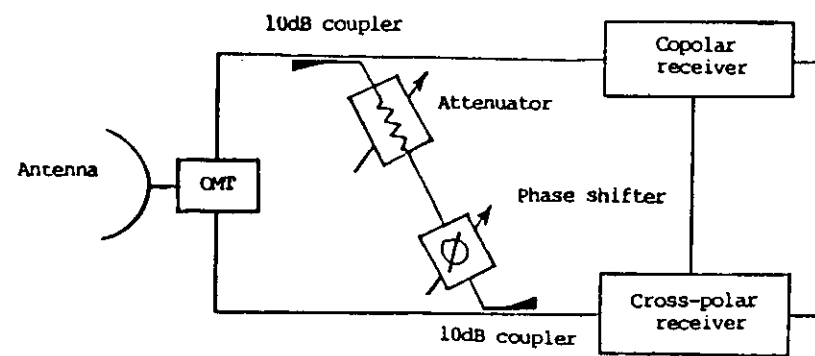 10dB coupler
Copolar
receiver
Attenuator
Antenna
OMT
Phase shifter
Ø
Cross-polar
receiver
10dB coupler